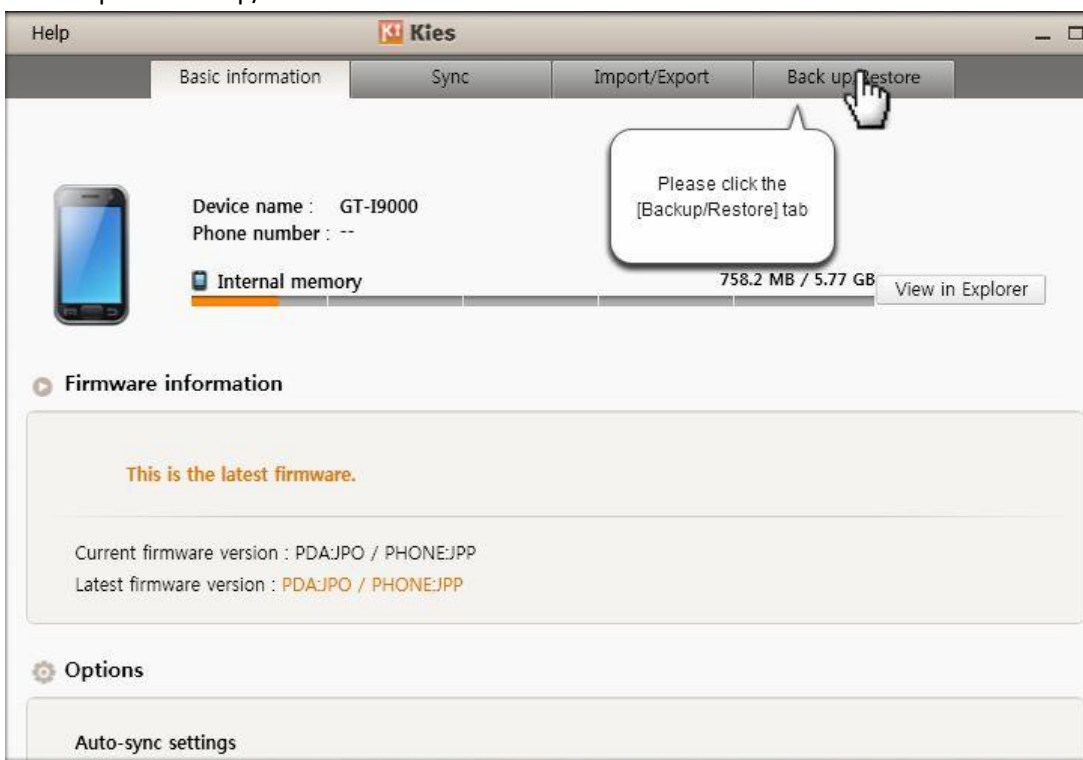 Help
Kies
Basic information
Sync
Import/Export
Back up/Restore
Please click the
[Backup/Restore] tab
Device name : GT-I9000
Phone number : --
Internal memory
758.2 MB / 5.77 GB
View in Explorer
Firmware information
This is the latest firmware.
Current firmware version : PDA:JPO / PHONE:JPP
Latest firmware version : PDA:JPO / PHONE:JPP
Options
Auto-sync settings